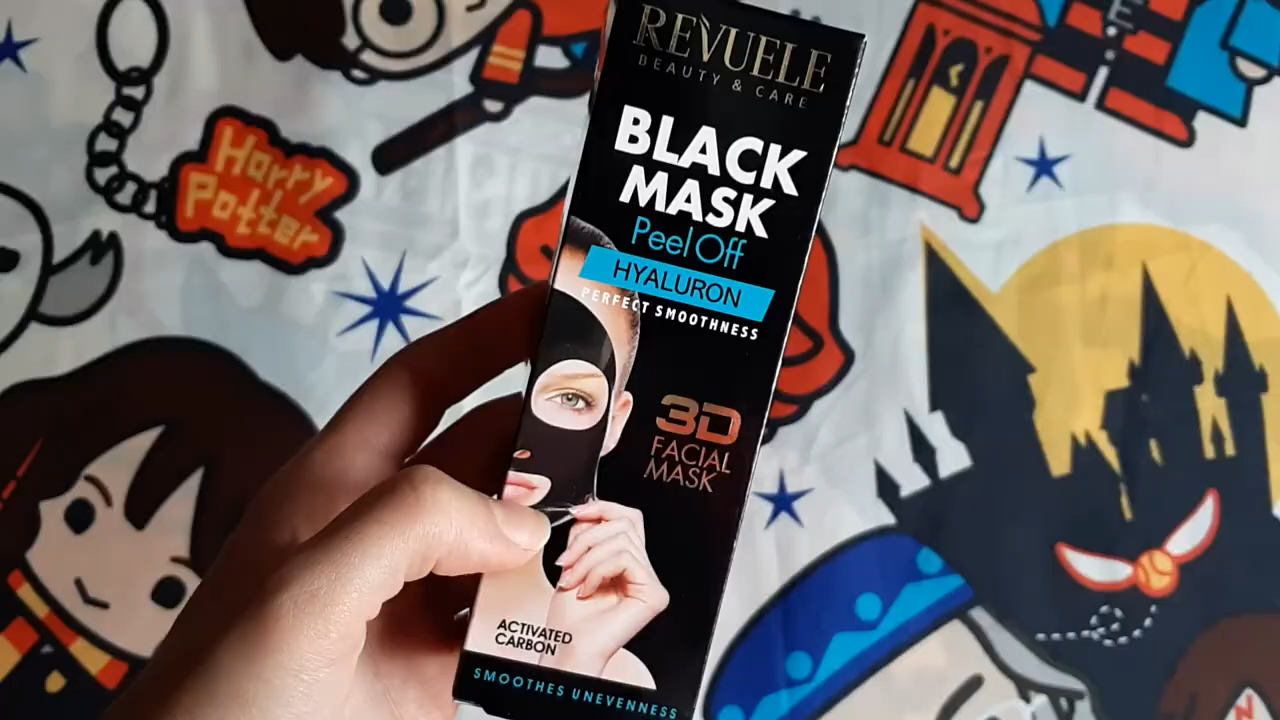 REVUELE
BEAUTY & CARE
BLACK
MASK
Peel Off
HYALURON
PERFECT SMOOTHNESS
3D
FACIAL
MASK
ACTIVATED
CARBON
SMOOTHES UNEVENNESS
Harry
Potter